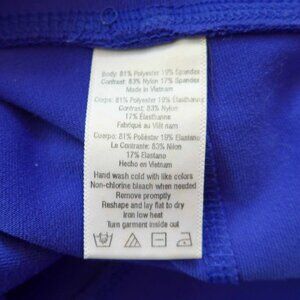 Body: 81% Polyester 19% Spandex
Contrast: 83% Nylon 17% Spandex
Made in Vietnam
Corps: 81% Polyester 19% Élasthanne
Contrast: 83% Nylon
17% Élasthanne
Fabriqué au Viêt nam
Cuerpo: 81% Poliéster 19% Elastano
Le Contraste: 83% Nilon
17% Elastano
Hecho en Vietnam
Hand wash cold with like colors
Non-chlorine bleach when needed
Remove promptly
Reshape and lay flat to dry
Iron low heat
Turn garment inside out